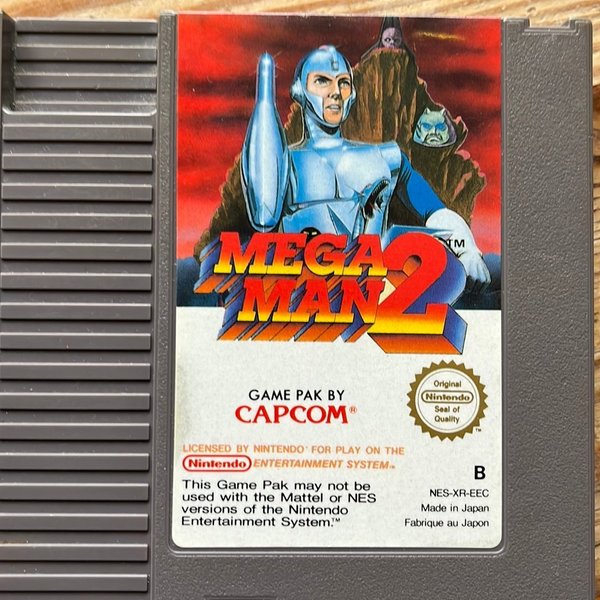 MEGA
MAN 2™
GAME PAK BY
CAPCOM®
Original
Nintendo
Seal of
Quality
™
LICENSED BY NINTENDO® FOR PLAY ON THE
Nintendo ENTERTAINMENT SYSTEM™
This Game Pak may not be
used with the Mattel or NES
versions of the Nintendo
Entertainment System.™
B
NES-XR-EEC
Made in Japan
Fabrique au Japon